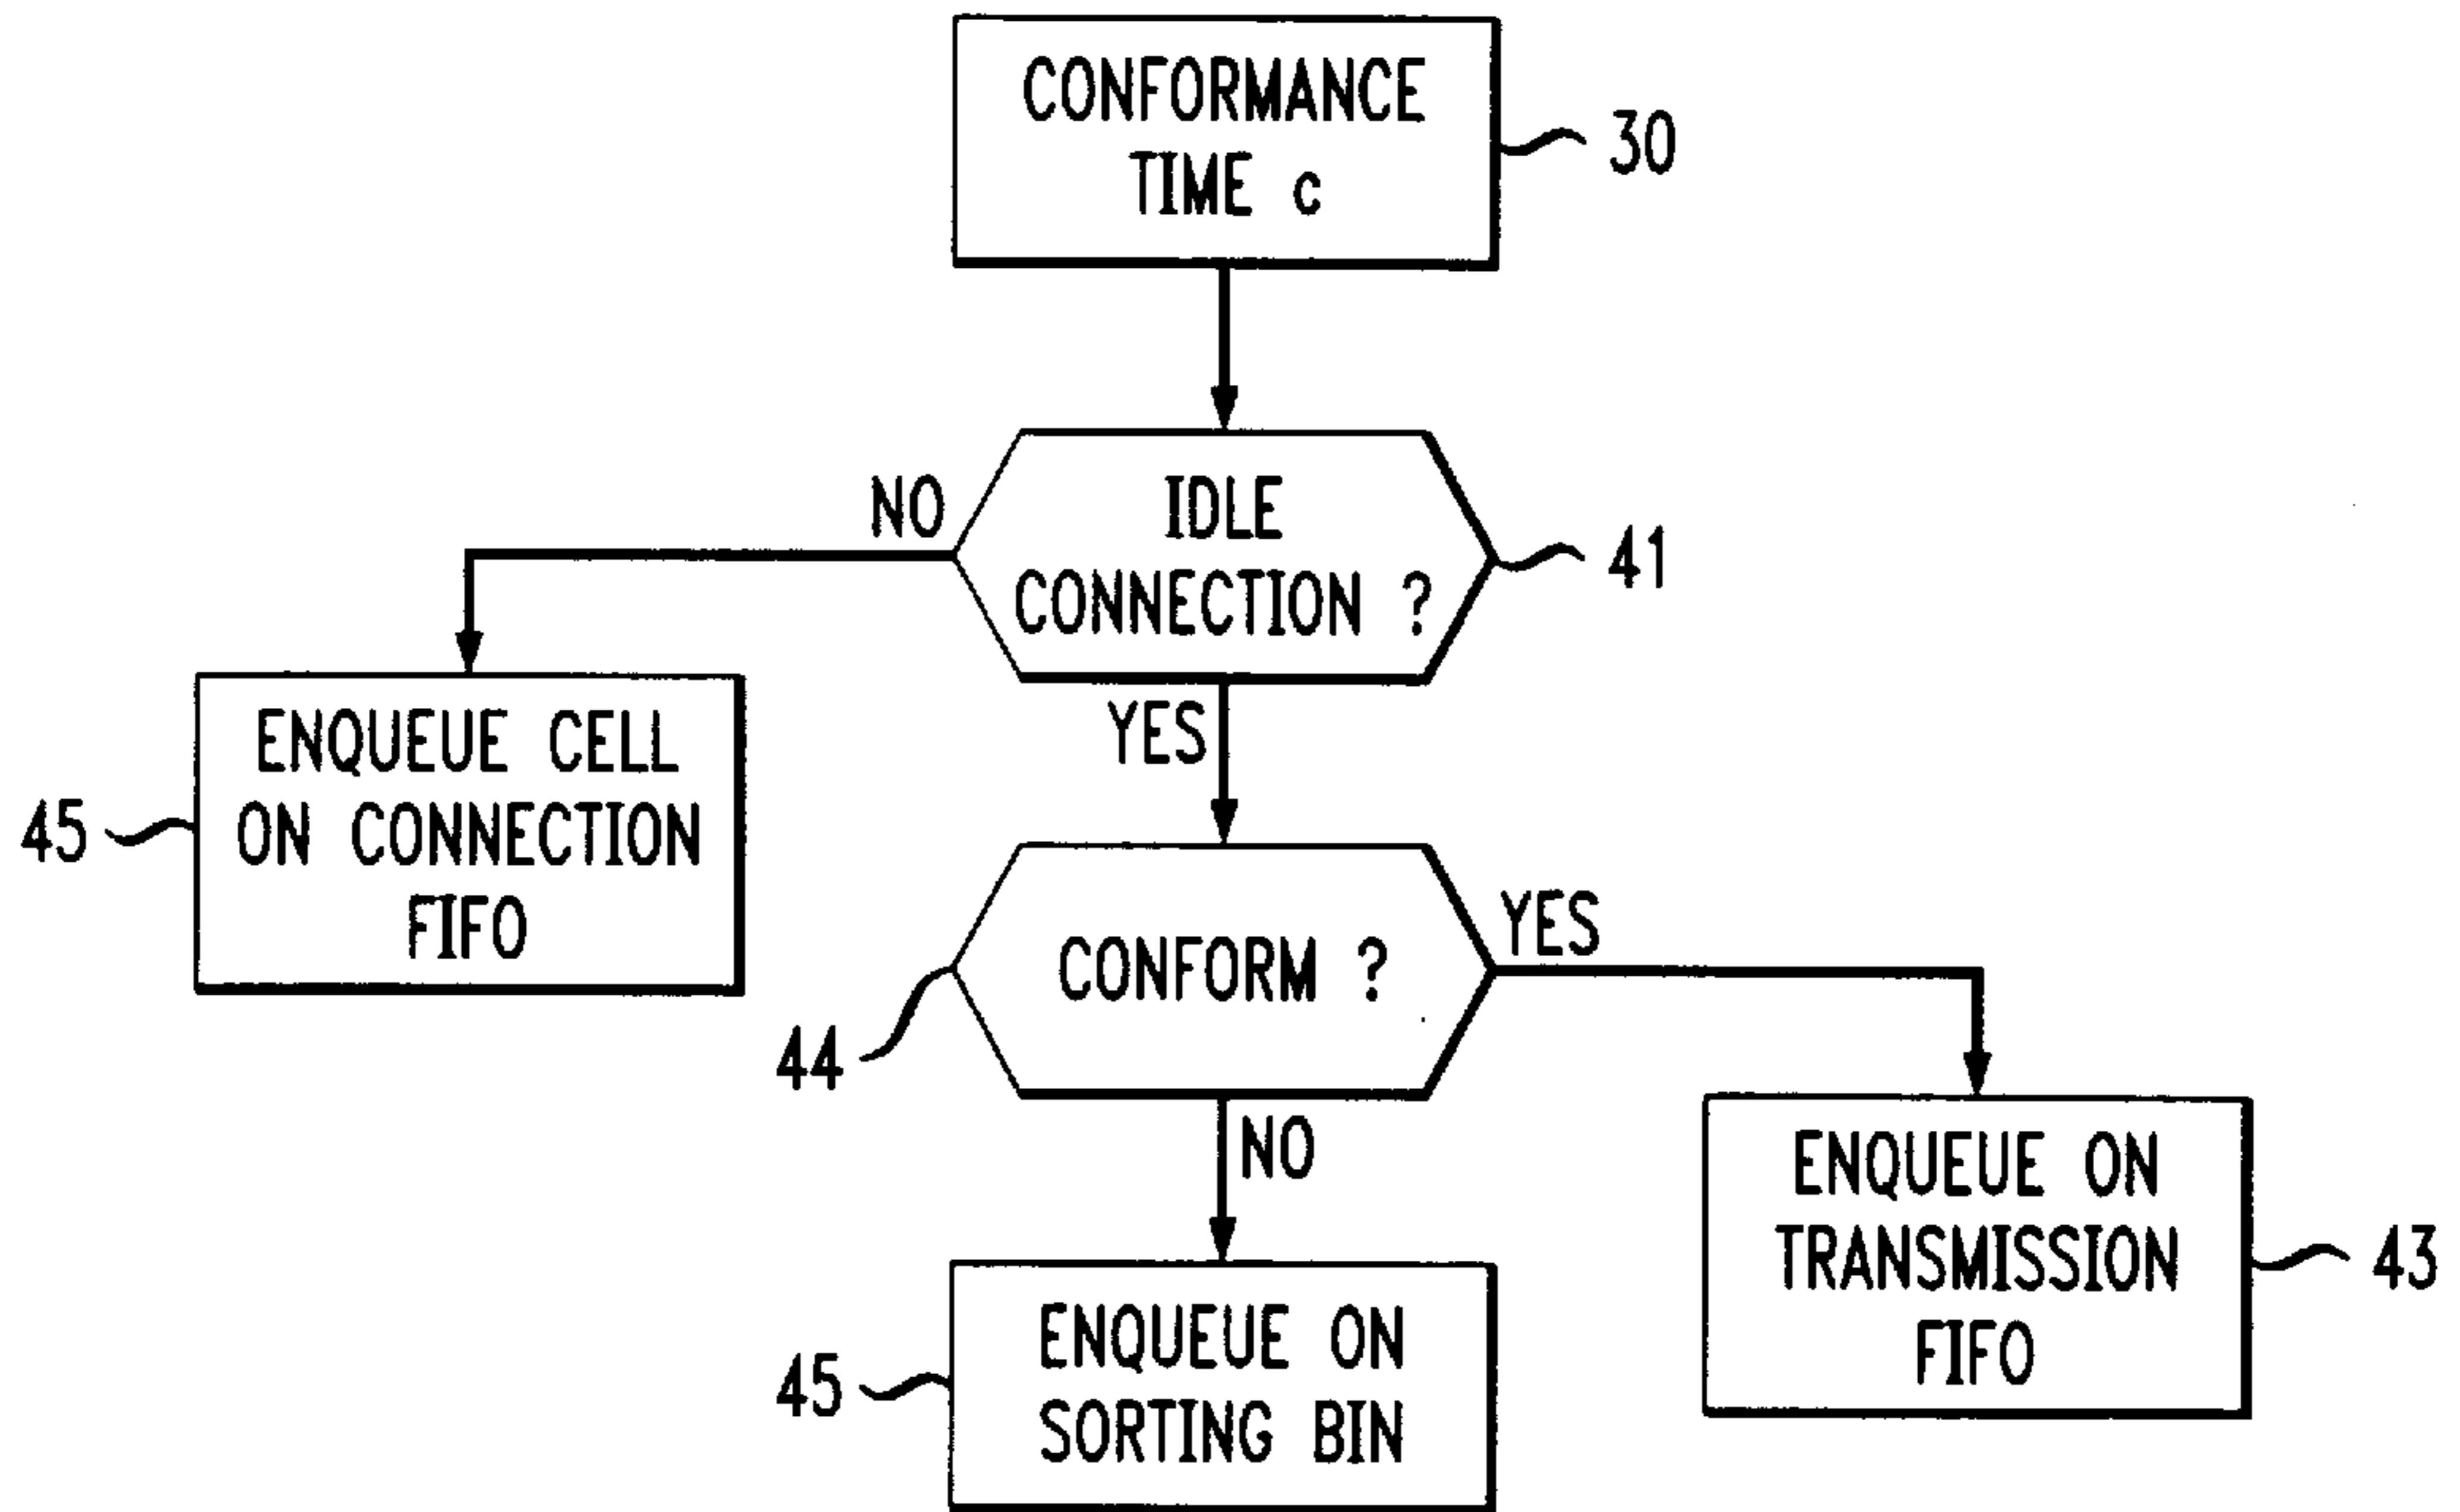 CONFORMANCE
TIME c
30
IDLE
CONNECTION ?
41
NO
YES
ENQUEUE CELL
ON CONNECTION
FIFO
45
CONFORM ?
44
YES
NO
ENQUEUE ON
TRANSMISSION
FIFO
43
ENQUEUE ON
SORTING BIN
45